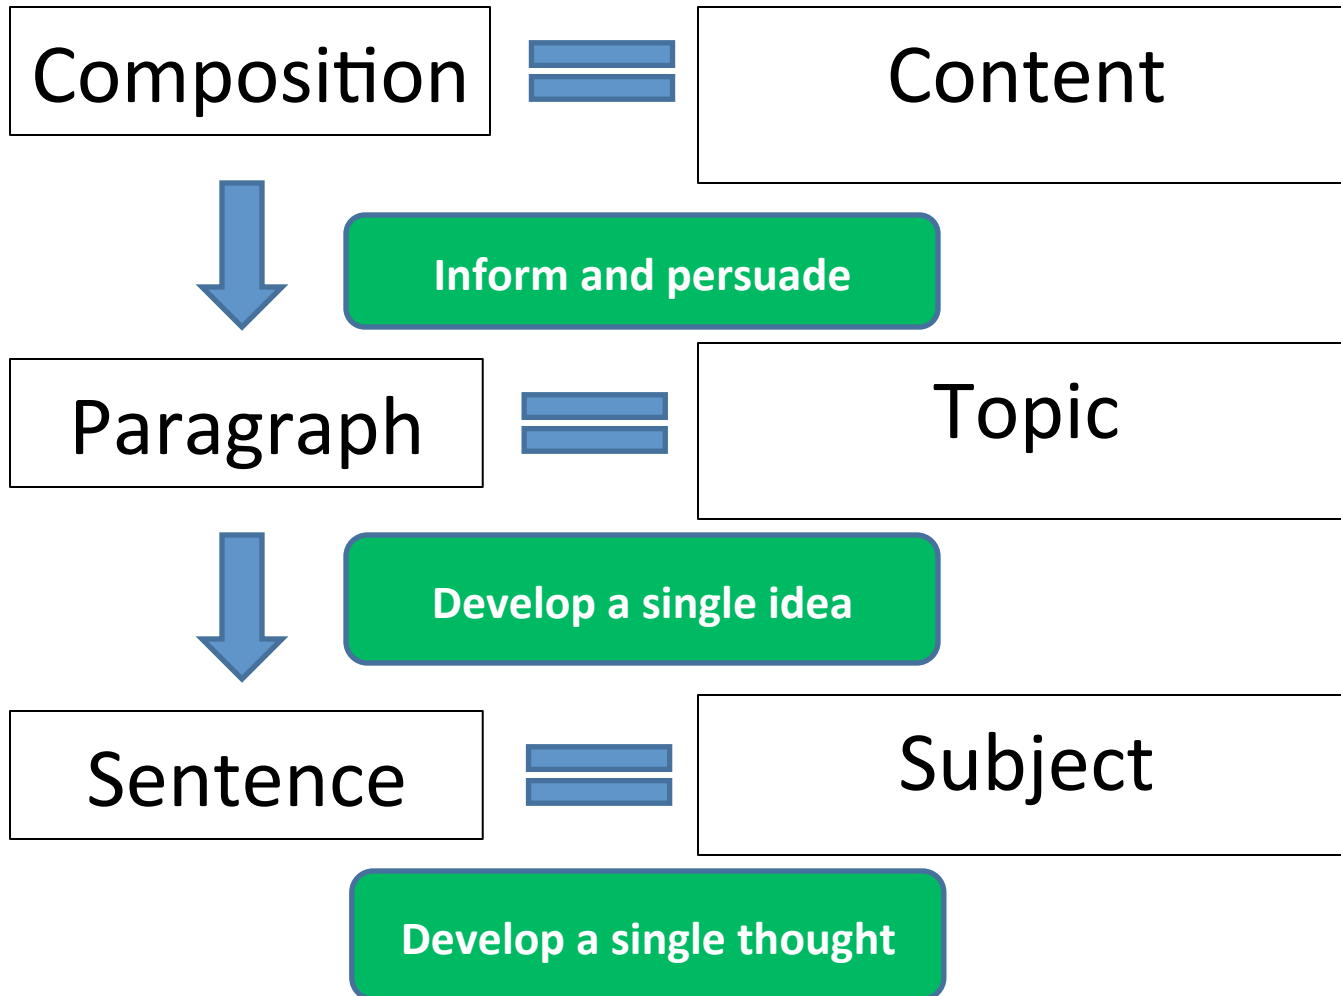 Composition
Content
Inform and persuade
Paragraph
Topic
Develop a single idea
Sentence
Subject
Develop a single thought